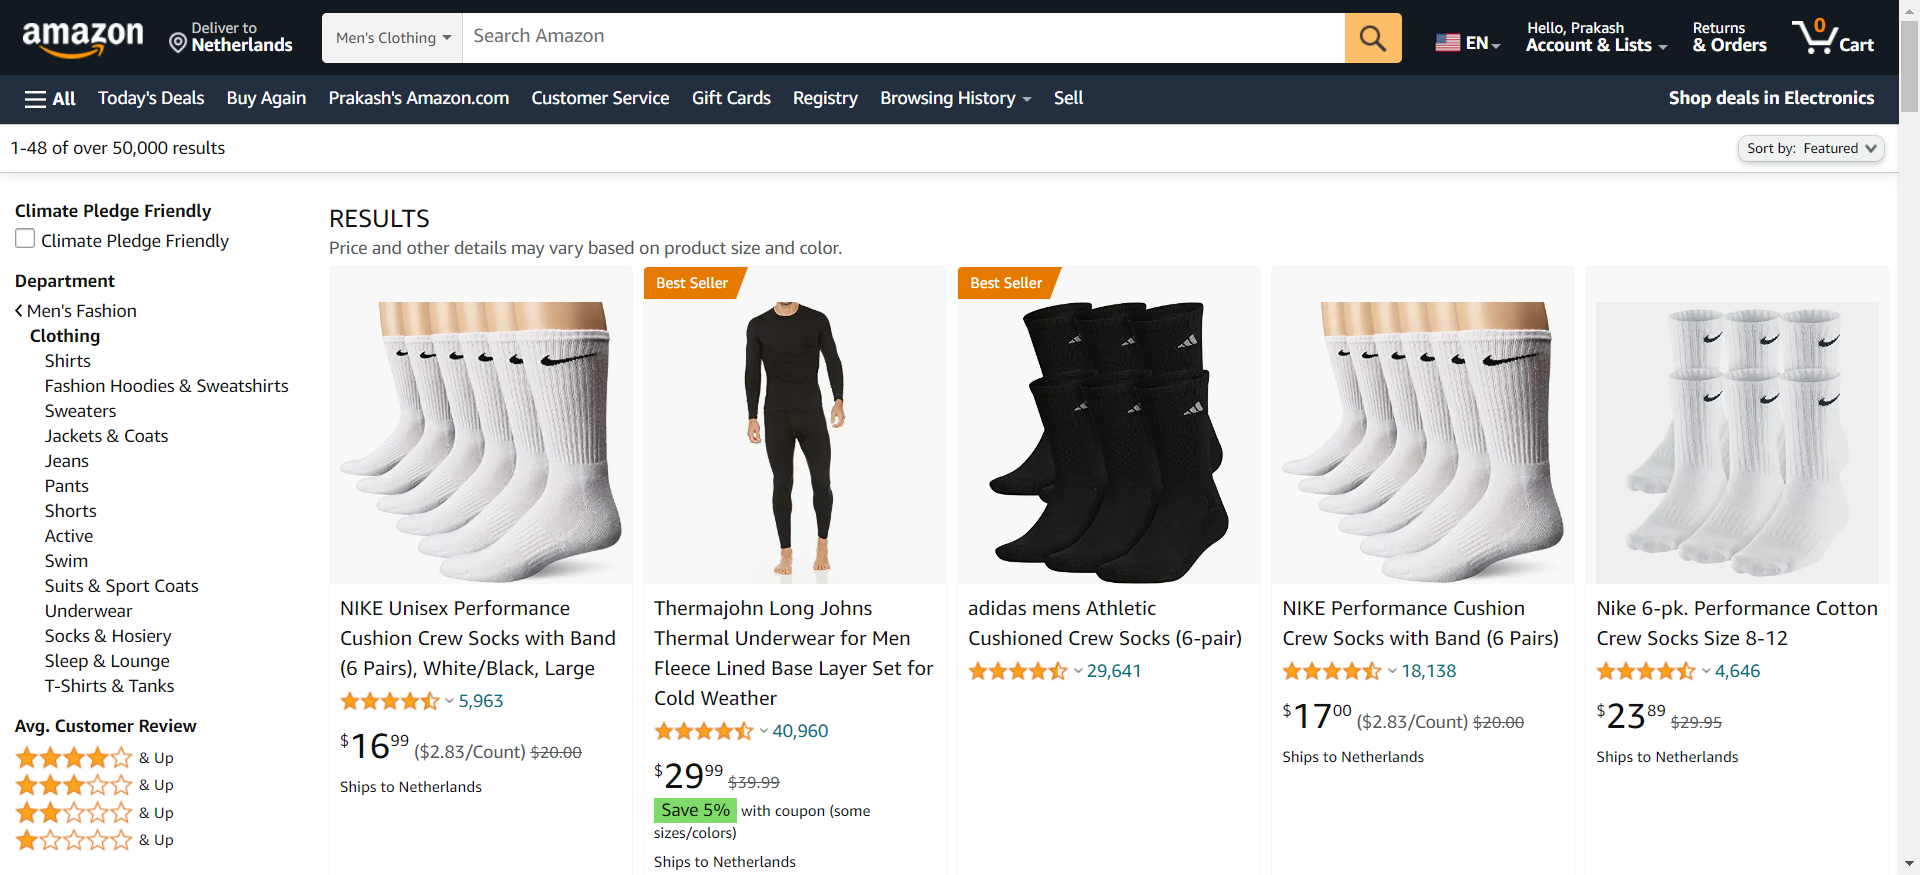 amazon
Deliver to
Netherlands
Men's Clothing
Search Amazon
EN
Hello, Prakash
Account & Lists
Returns
& Orders
0
Cart
All
Today's Deals
Buy Again
Prakash's Amazon.com
Customer Service
Gift Cards
Registry
Browsing History
Sell
Shop deals in Electronics
1-48 of over 50,000 results
Sort by: Featured
Climate Pledge Friendly
Climate Pledge Friendly
Department
Men's Fashion
Clothing
Shirts
Fashion Hoodies & Sweatshirts
Sweaters
Jackets & Coats
Jeans
Pants
Shorts
Active
Swim
Suits & Sport Coats
Underwear
Socks & Hosiery
Sleep & Lounge
T-Shirts & Tanks
Avg. Customer Review
& Up
& Up
& Up
& Up
RESULTS
Price and other details may vary based on product size and color.
NIKE Unisex Performance
Cushion Crew Socks with Band
(6 Pairs), White/Black, Large
5,963
$1699 ($2.83/Count) $20.00
Ships to Netherlands
Best Seller
Thermajohn Long Johns
Thermal Underwear for Men
Fleece Lined Base Layer Set for
Cold Weather
40,960
$2999 $39.99
Save 5% with coupon (some
sizes/colors)
Ships to Netherlands
Best Seller
adidas mens Athletic
Cushioned Crew Socks (6-pair)
29,641
NIKE Performance Cushion
Crew Socks with Band (6 Pairs)
18,138
$1700 ($2.83/Count) $20.00
Ships to Netherlands
Nike 6-pk. Performance Cotton
Crew Socks Size 8-12
4,646
$2389 $29.95
Ships to Netherlands